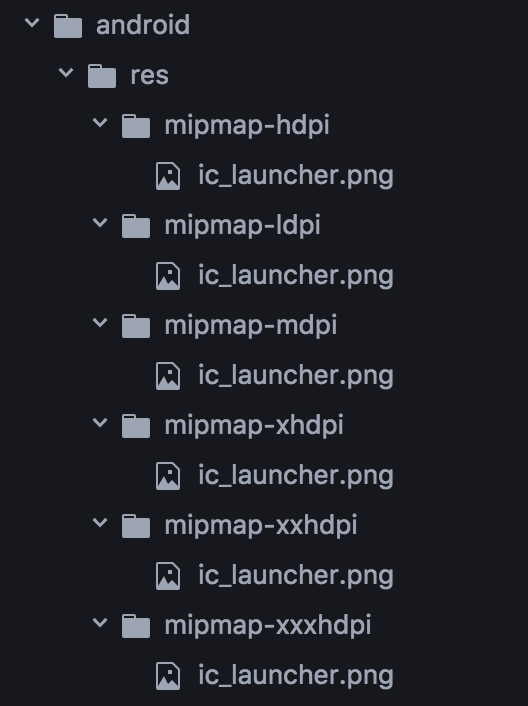 android
res
mipmap-hdpi
ic_launcher.png
mipmap-ldpi
ic_launcher.png
mipmap-mdpi
ic_launcher.png
mipmap-xhdpi
ic_launcher.png
mipmap-xxhdpi
ic_launcher.png
mipmap-xxxhdpi
ic_launcher.png